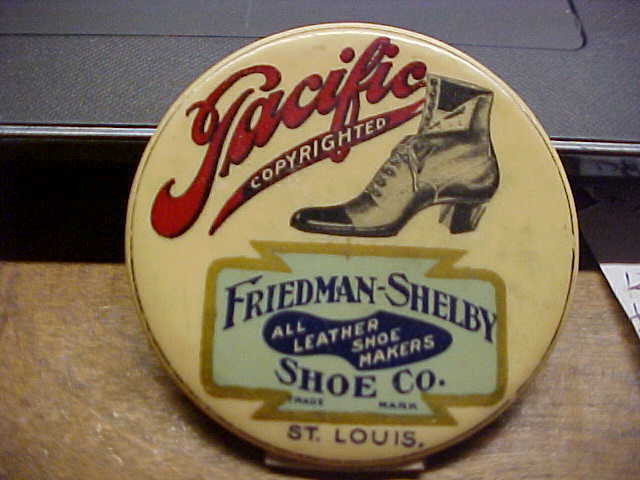 Pacific
COPYRIGHTED
FRIEDMAN-SHELBY
ALL
LEATHER
SHOE
MAKERS
SHOE CO.
TRADE MARK
ST. LOUIS.